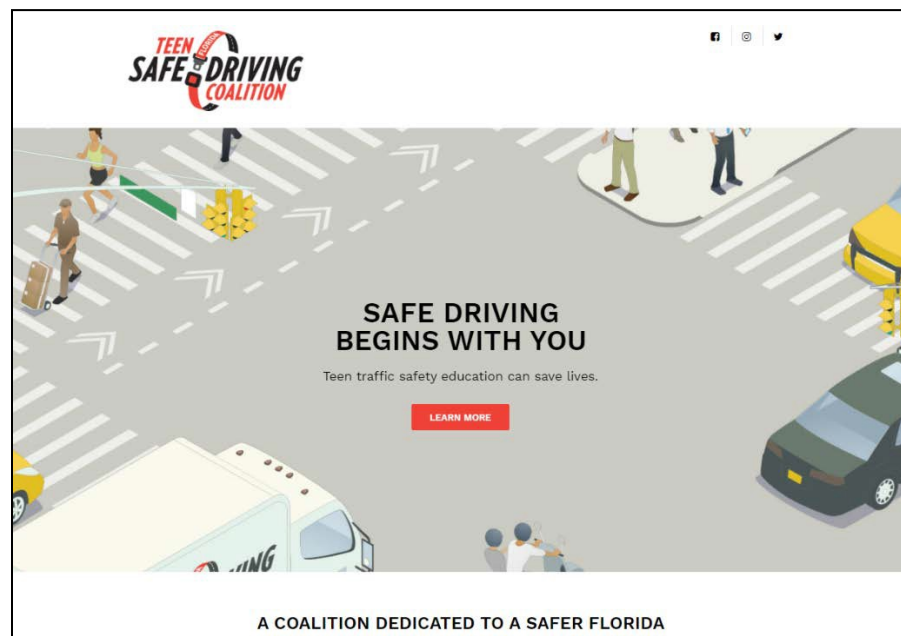 TEEN
FLORIDA
SAFE DRIVING
COALITION
SAFE DRIVING
BEGINS WITH YOU
Teen traffic safety education can save lives.
LEARN MORE
A COALITION DEDICATED TO A SAFER FLORIDA